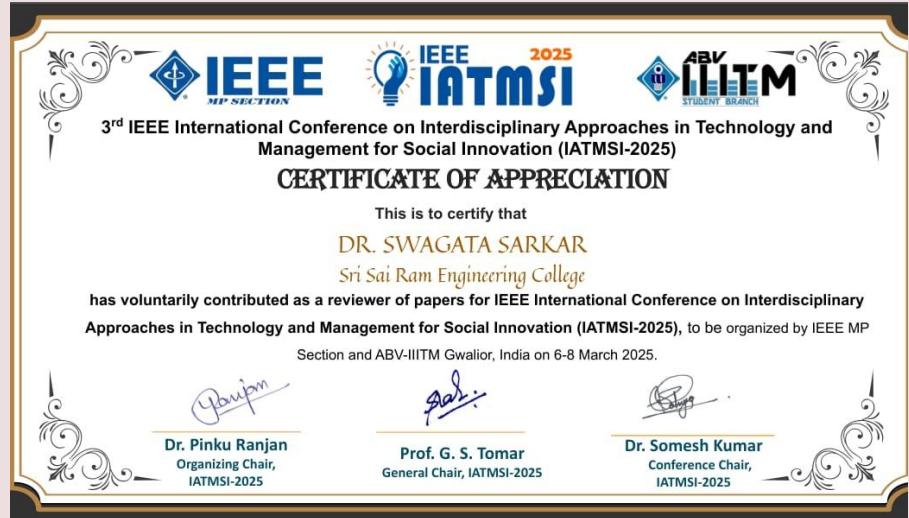 IEEE
MP SECTION
IEEE 2025
IATMSI
ABV
IIITM
STUDENT BRANCH
3rd IEEE International Conference on Interdisciplinary Approaches in Technology and
Management for Social Innovation (IATMSI-2025)
CERTIFICATE OF APPRECIATION
This is to certify that
DR. SWAGATA SARKAR
Sri Sai Ram Engineering College
has voluntarily contributed as a reviewer of papers for IEEE International Conference on Interdisciplinary
Approaches in Technology and Management for Social Innovation (IATMSI-2025), to be organized by IEEE MP
Section and ABV-IIITM Gwalior, India on 6-8 March 2025.
Dr. Pinku Ranjan
Organizing Chair,
IATMSI-2025
Prof. G. S. Tomar
General Chair, IATMSI-2025
Dr. Somesh Kumar
Conference Chair,
IATMSI-2025